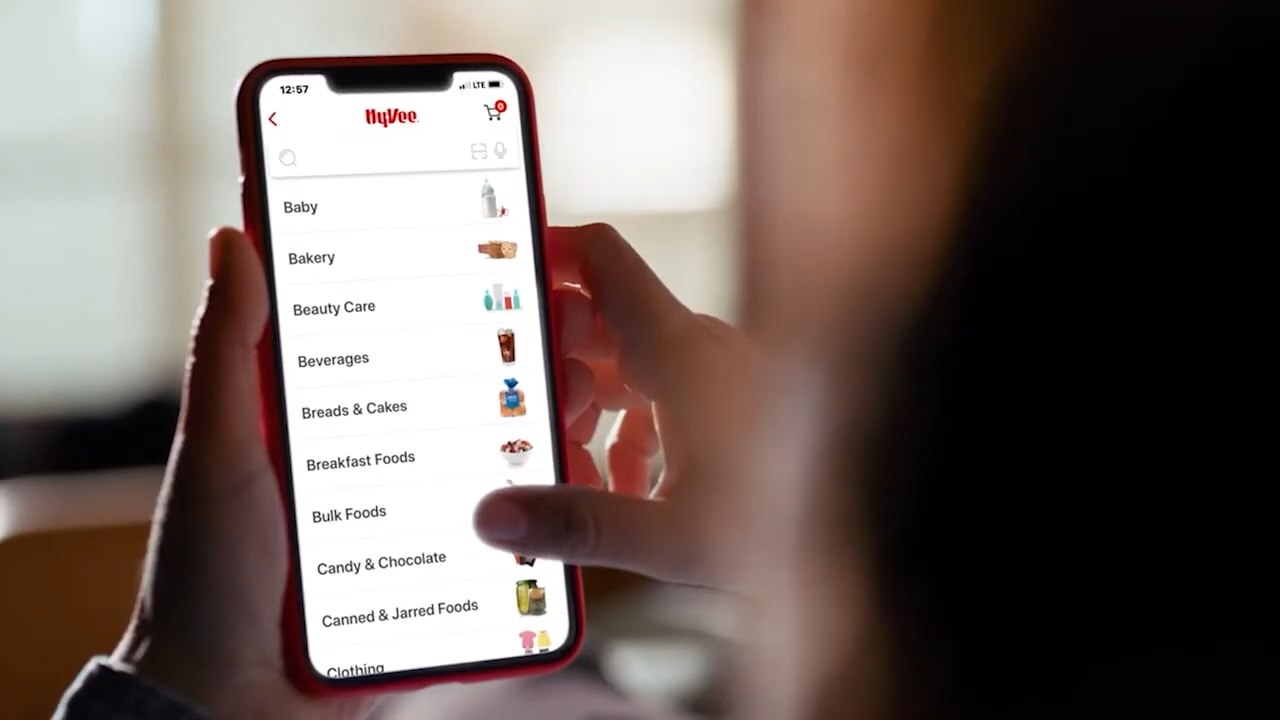 12:57
LTE
HyVee
0
Baby
Bakery
Beauty Care
Beverages
Breads & Cakes
Breakfast Foods
Bulk Foods
Candy & Chocolate
Canned & Jarred Foods
Clothing